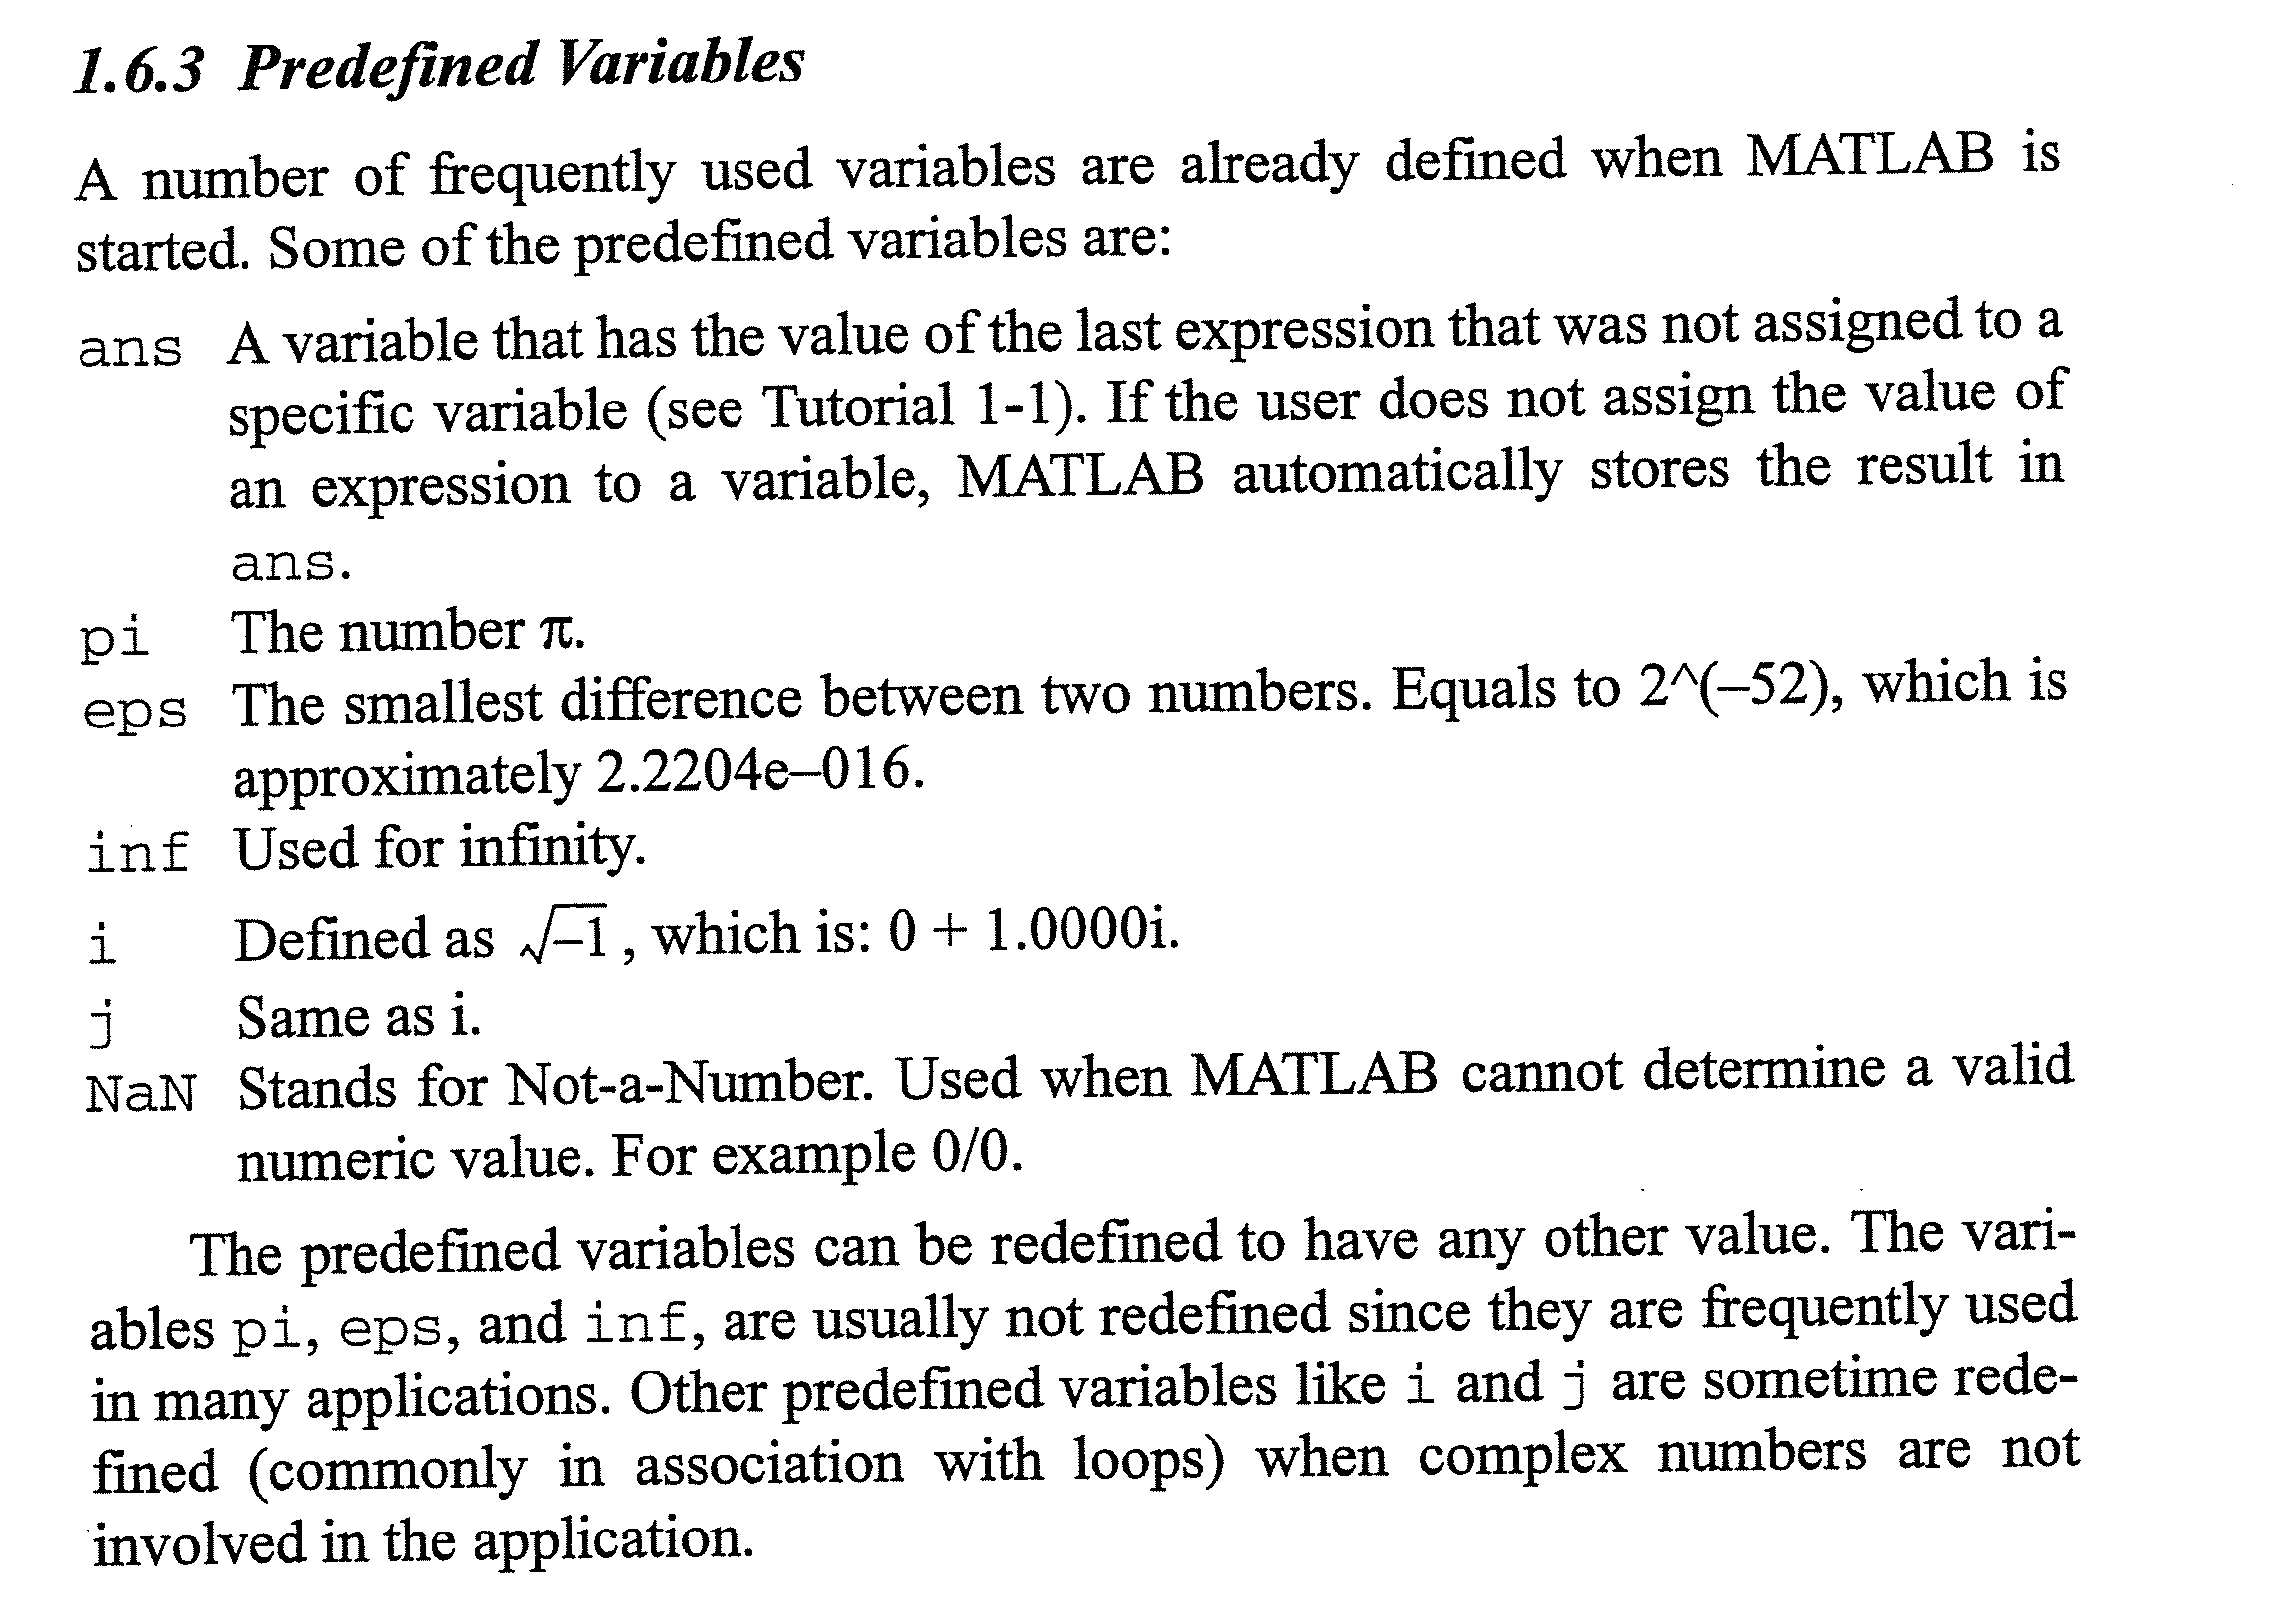 1.6.3 Predefined Variables
A number of frequently used variables are already defined when MATLAB is
started. Some of the predefined variables are:
ans A variable that has the value of the last expression that was not assigned to a
specific variable (see Tutorial 1-1). If the user does not assign the value of
an expression to a variable, MATLAB automatically stores the result in
ans.
pi The number π.
eps The smallest difference between two numbers. Equals to 2^(–52), which is
approximately 2.2204e–016.
inf Used for infinity.
i Defined as √–1, which is: 0 + 1.0000i.
j Same as i.
NaN Stands for Not-a-Number. Used when MATLAB cannot determine a valid
numeric value. For example 0/0.
The predefined variables can be redefined to have any other value. The vari-
ables pi, eps, and inf, are usually not redefined since they are frequently used
in many applications. Other predefined variables like i and j are sometime rede-
fined (commonly in association with loops) when complex numbers are not
involved in the application.